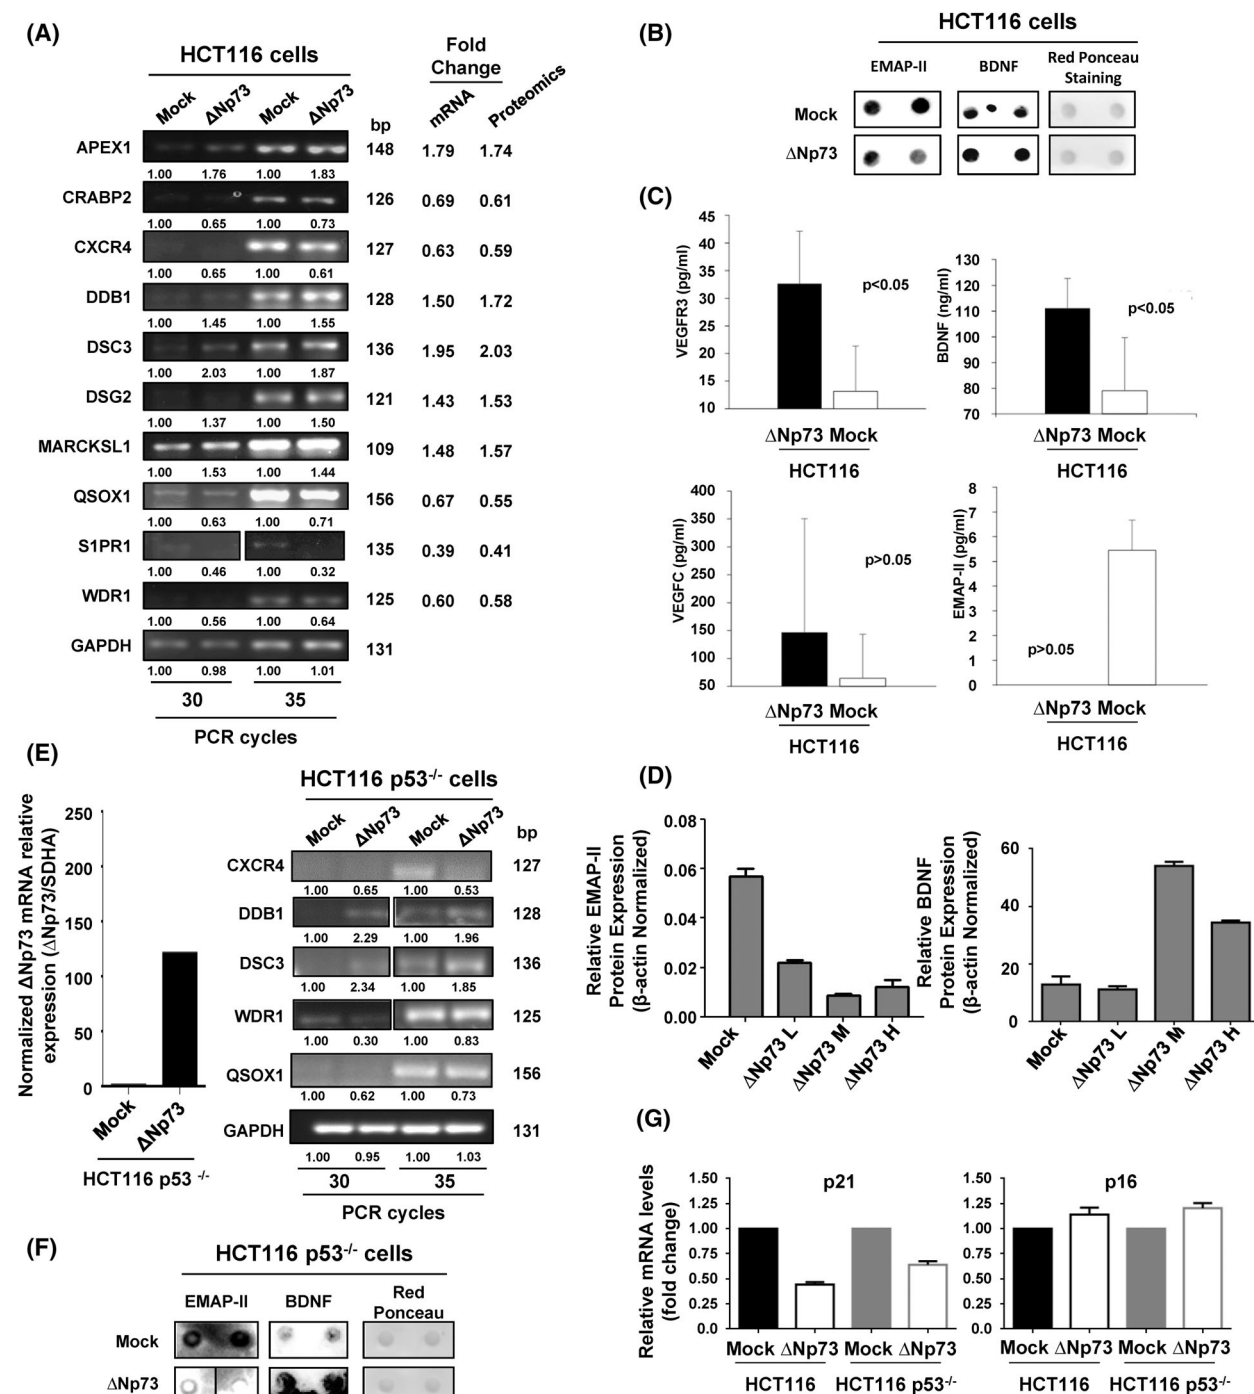 (A)
HCT116 cells
Fold
Change
Mock ΔNp73 Mock ΔNp73 bp mRNA Proteomics
APEX1 148 1.79 1.74
1.00 1.76 1.00 1.83
CRABP2 126 0.69 0.61
1.00 0.65 1.00 0.73
CXCR4 127 0.63 0.59
1.00 0.65 1.00 0.61
DDB1 128 1.50 1.72
1.00 1.45 1.00 1.55
DSC3 136 1.95 2.03
1.00 2.03 1.00 1.87
DSG2 121 1.43 1.53
1.00 1.37 1.00 1.50
MARCKSL1 109 1.48 1.57
1.00 1.53 1.00 1.44
QSOX1 156 0.67 0.55
1.00 0.63 1.00 0.71
S1PR1 135 0.39 0.41
1.00 0.46 1.00 0.32
WDR1 125 0.60 0.58
1.00 0.56 1.00 0.64
GAPDH 131
1.00 0.98 1.00 1.01
30 35
PCR cycles
(B)
HCT116 cells
EMAP-II BDNF Red Ponceau
Staining
Mock
ΔNp73
(C)
VEGFR3 (pg/ml)
45
40
35
30
25
20
15
10
p<0.05
ΔNp73 Mock
HCT116
BDNF (ng/ml)
130
120
110
100
90
80
70
p<0.05
ΔNp73 Mock
HCT116
VEGFC (pg/ml)
400
350
300
250
200
150
100
50
p>0.05
ΔNp73 Mock
HCT116
EMAP-II (pg/ml)
8
7
6
5
4
3
2
1
0
p>0.05
ΔNp73 Mock
HCT116
(D)
Relative EMAP-II
Protein Expression
(β-actin Normalized)
0.08
0.06
0.04
0.02
0.00
Mock ΔNp73 L ΔNp73 M ΔNp73 H
Relative BDNF
Protein Expression
(β-actin Normalized)
60
40
20
0
Mock ΔNp73 L ΔNp73 M ΔNp73 H
(E)
Normalized ΔNp73 mRNA relative
expression (ΔNp73/SDHA)
250
200
150
100
50
0
Mock ΔNp73
HCT116 p53 -/-
HCT116 p53-/- cells
Mock ΔNp73 Mock ΔNp73 bp
CXCR4 127
1.00 0.65 1.00 0.53
DDB1 128
1.00 2.29 1.00 1.96
DSC3 136
1.00 2.34 1.00 1.85
WDR1 125
1.00 0.30 1.00 0.83
QSOX1 156
1.00 0.62 1.00 0.73
GAPDH 131
1.00 0.95 1.00 1.03
30 35
PCR cycles
(F)
HCT116 p53-/- cells
EMAP-II BDNF Red
Ponceau
Mock
ΔNp73
(G)
Relative mRNA levels
(fold change)
p21
1.50
1.25
1.00
0.75
0.50
0.25
0.0
Mock ΔNp73 Mock ΔNp73
HCT116 HCT116 p53-/-
p16
1.50
1.25
1.00
0.75
0.50
0.25
0.0
Mock ΔNp73 Mock ΔNp73
HCT116 HCT116 p53-/-